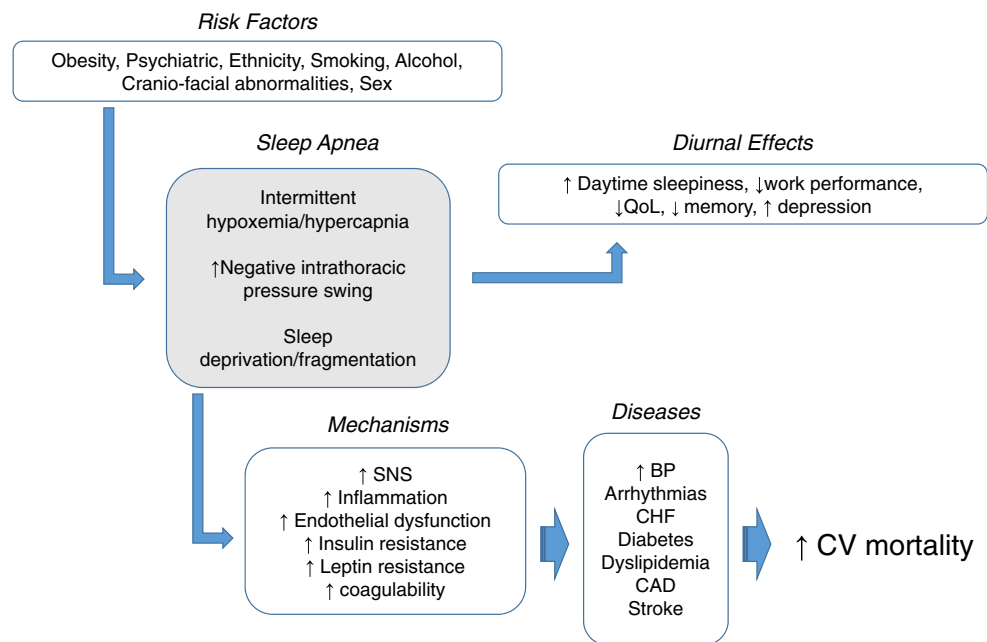 Risk Factors
Obesity, Psychiatric, Ethnicity, Smoking, Alcohol,
Cranio-facial abnormalities, Sex
Sleep Apnea
Intermittent
hypoxemia/hypercapnia
↑Negative intrathoracic
pressure swing
Sleep
deprivation/fragmentation
Diurnal Effects
↑ Daytime sleepiness, ↓work performance,
↓QoL, ↓ memory, ↑ depression
Mechanisms
↑ SNS
↑ Inflammation
↑ Endothelial dysfunction
↑ Insulin resistance
↑ Leptin resistance
↑ coagulability
Diseases
↑ BP
Arrhythmias
CHF
Diabetes
Dyslipidemia
CAD
Stroke
↑ CV mortality